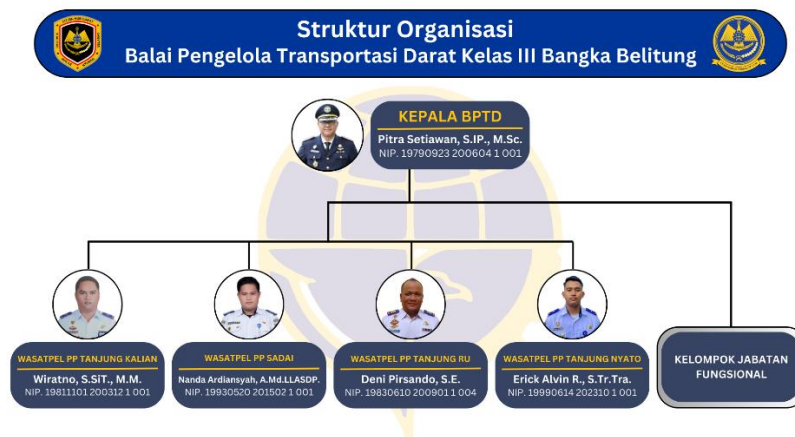 Struktur Organisasi
Balai Pengelola Transportasi Darat Kelas III Bangka Belitung
KEPALA BPTD
Pitra Setiawan, S.IP., M.Sc.
NIP. 19790923 200604 1 001
WASATPEL PP TANJUNG KALIAN
Wiratno, S.SiT., M.M.
NIP. 19811101 200312 1 001
WASATPEL PP SADAI
Nanda Ardiansyah, A.Md.LLASDP.
NIP. 19930520 201502 1 001
WASATPEL PP TANJUNG RU
Deni Pirsando, S.E.
NIP. 19830610 200901 1 004
WASATPEL PP TANJUNG NYATO
Erick Alvin R., S.Tr.Tra.
NIP. 19990614 202310 1 001
KELOMPOK JABATAN
FUNGSIONAL